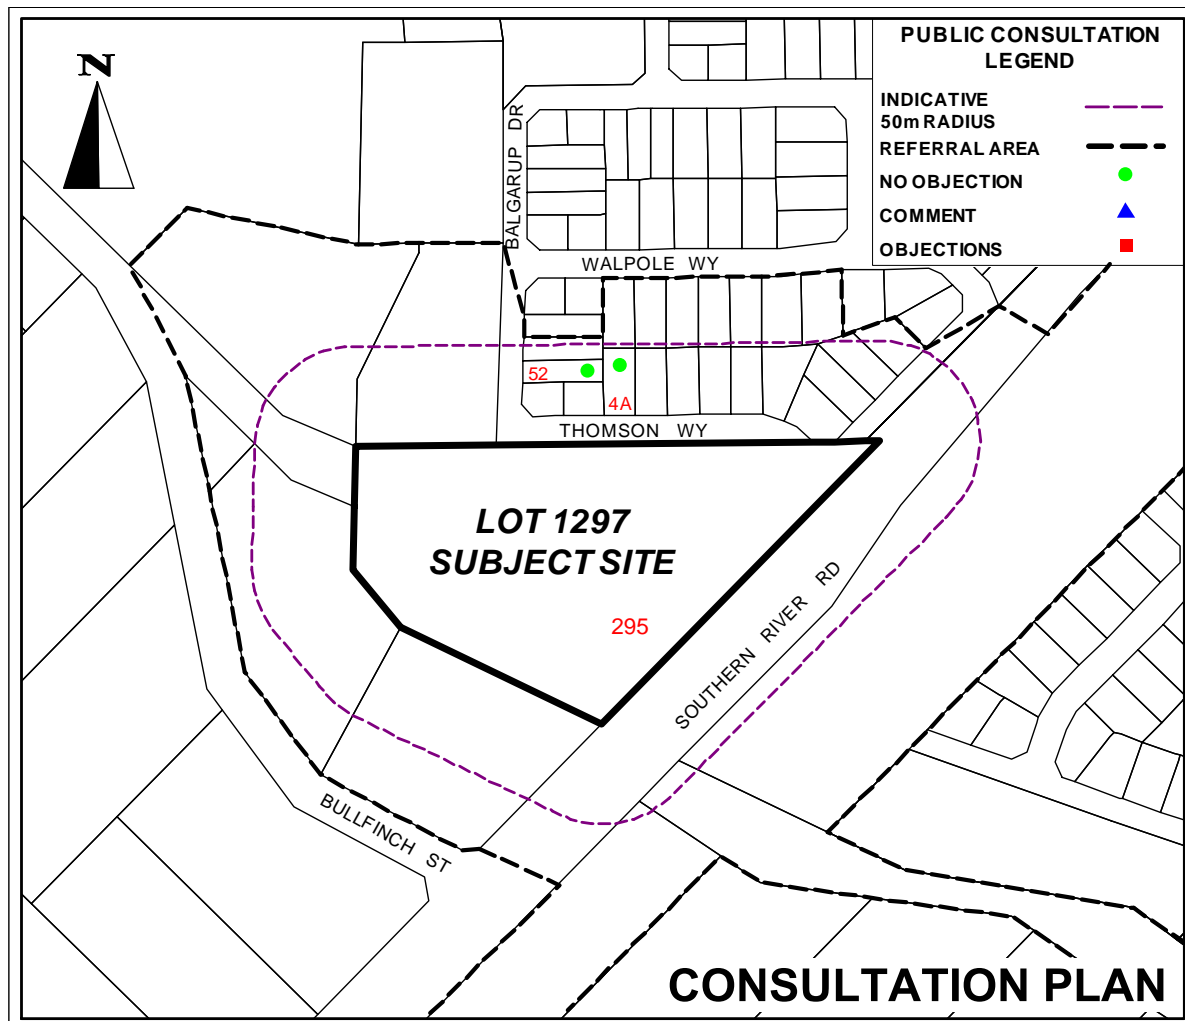 PUBLIC CONSULTATION
LEGEND
N
INDICATIVE
50m RADIUS
REFERRAL AREA
NO OBJECTION
COMMENT
OBJECTIONS
BALGARUP DR
WALPOLE WY
52
4A
THOMSON WY
LOT 1297
SUBJECT SITE
295
SOUTHERN RIVER RD
BULLFINCH ST
CONSULTATION PLAN